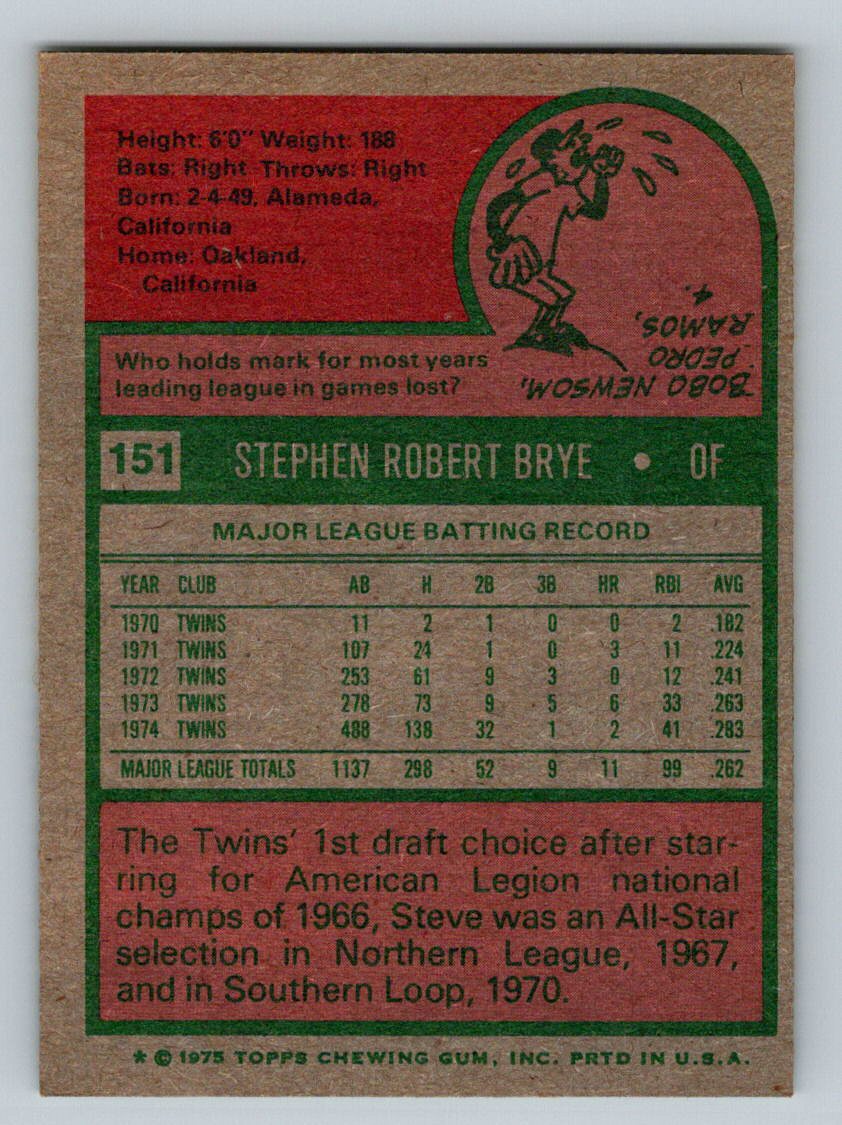 Height: 6'0" Weight: 188
Bats: Right Throws: Right
Born: 2-4-49, Alameda,
California
Home: Oakland,
California
Who holds mark for most years
leading league in games lost?
BOBO NEWSOM,
PEDRO
RAMOS,
4.
151 STEPHEN ROBERT BRYE • OF
MAJOR LEAGUE BATTING RECORD
YEAR CLUB AB H 2B 3B HR RBI AVG
1970 TWINS 11 2 1 0 0 2 .182
1971 TWINS 107 24 1 0 3 11 .224
1972 TWINS 253 61 9 3 0 12 .241
1973 TWINS 278 73 9 5 6 33 .263
1974 TWINS 488 138 32 1 2 41 .283
MAJOR LEAGUE TOTALS 1137 298 52 9 11 99 .262
The Twins' 1st draft choice after star-
ring for American Legion national
champs of 1966, Steve was an All-Star
selection in Northern League, 1967,
and in Southern Loop, 1970.
* © 1975 TOPPS CHEWING GUM, INC. PRTD IN U.S.A.